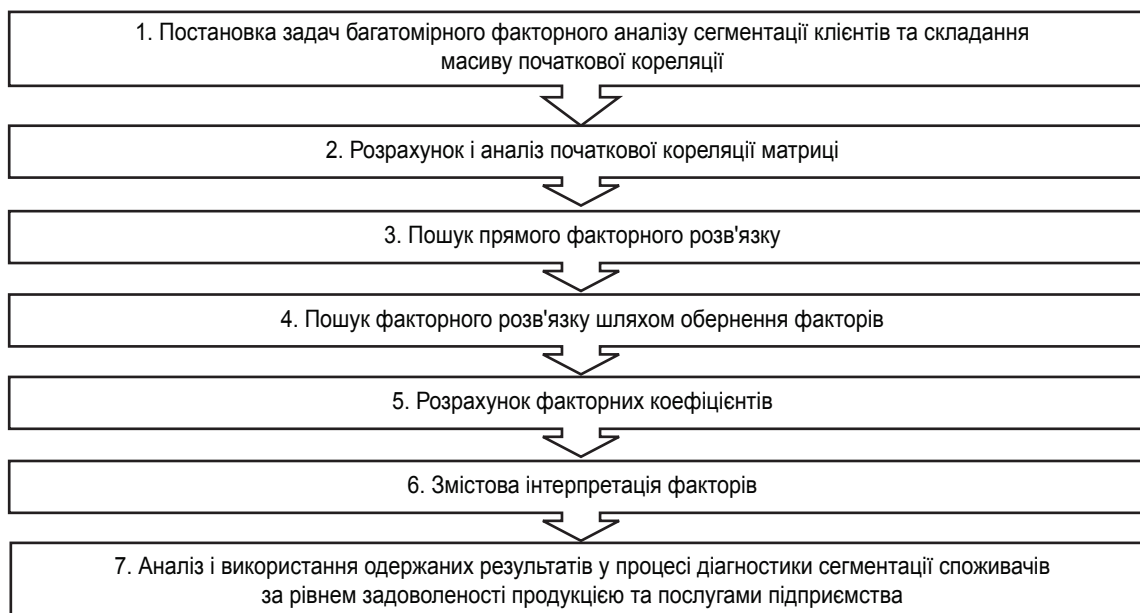 1. Постановка задач багатомірного факторного аналізу сегментації клієнтів та складання
масиву початкової кореляції
2. Розрахунок і аналіз початкової кореляції матриці
3. Пошук прямого факторного розв'язку
4. Пошук факторного розв'язку шляхом обернення факторів
5. Розрахунок факторних коефіцієнтів
6. Змістова інтерпретація факторів
7. Аналіз і використання одержаних результатів у процесі діагностики сегментації споживачів
за рівнем задоволеності продукцією та послугами підприємства